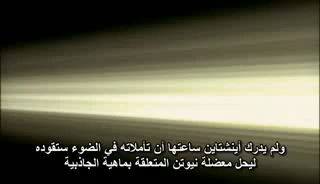 ولم يدرك أينشتاين ساعتها أن تأملاته في الضوء ستقوده
ليحل معضلة نيوتن المتعلقة بماهية الجاذبية